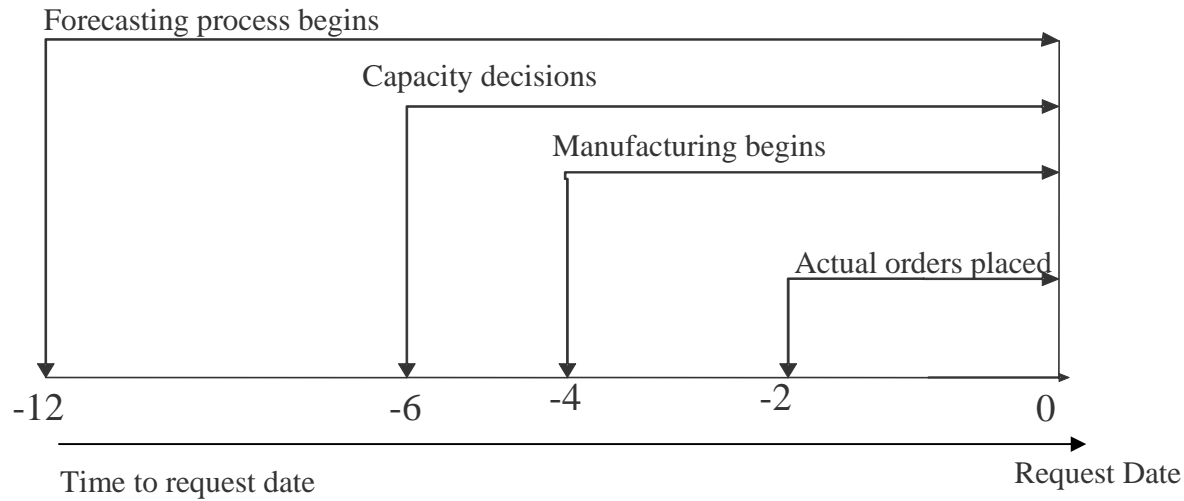 Forecasting process begins
Capacity decisions
Manufacturing begins
Actual orders placed
-12
-6
-4
-2
0
Time to request date
Request Date